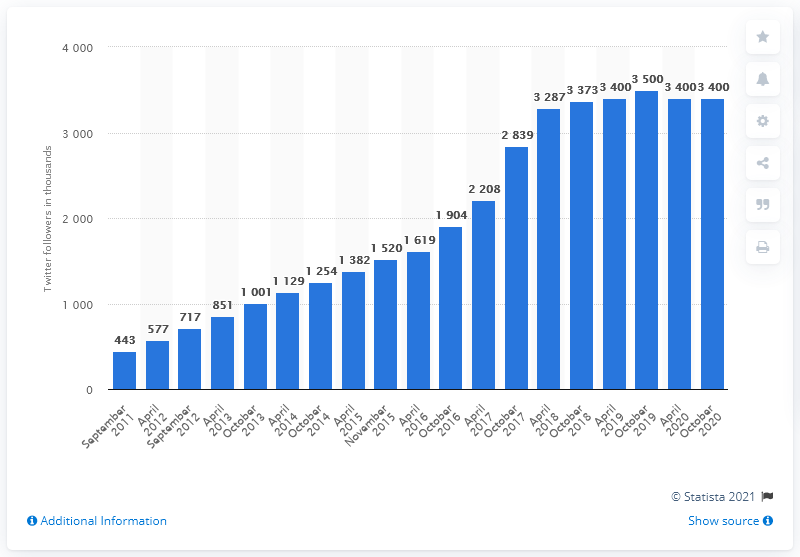 4 000
3 000
2 000
1 000
0
Twitter followers in thousands
443
577
717
851
1 001
1 129
1 254
1 382
1 520
1 619
1 904
2 208
2 839
3 287
3 373
3 400
3 500
3 400
3 400
September 2011
April 2012
September 2012
April 2013
October 2013
April 2014
October 2014
April 2015
November 2015
April 2016
October 2016
April 2017
October 2017
April 2018
October 2018
April 2019
October 2019
April 2020
October 2020
© Statista 2021
Additional Information
Show source